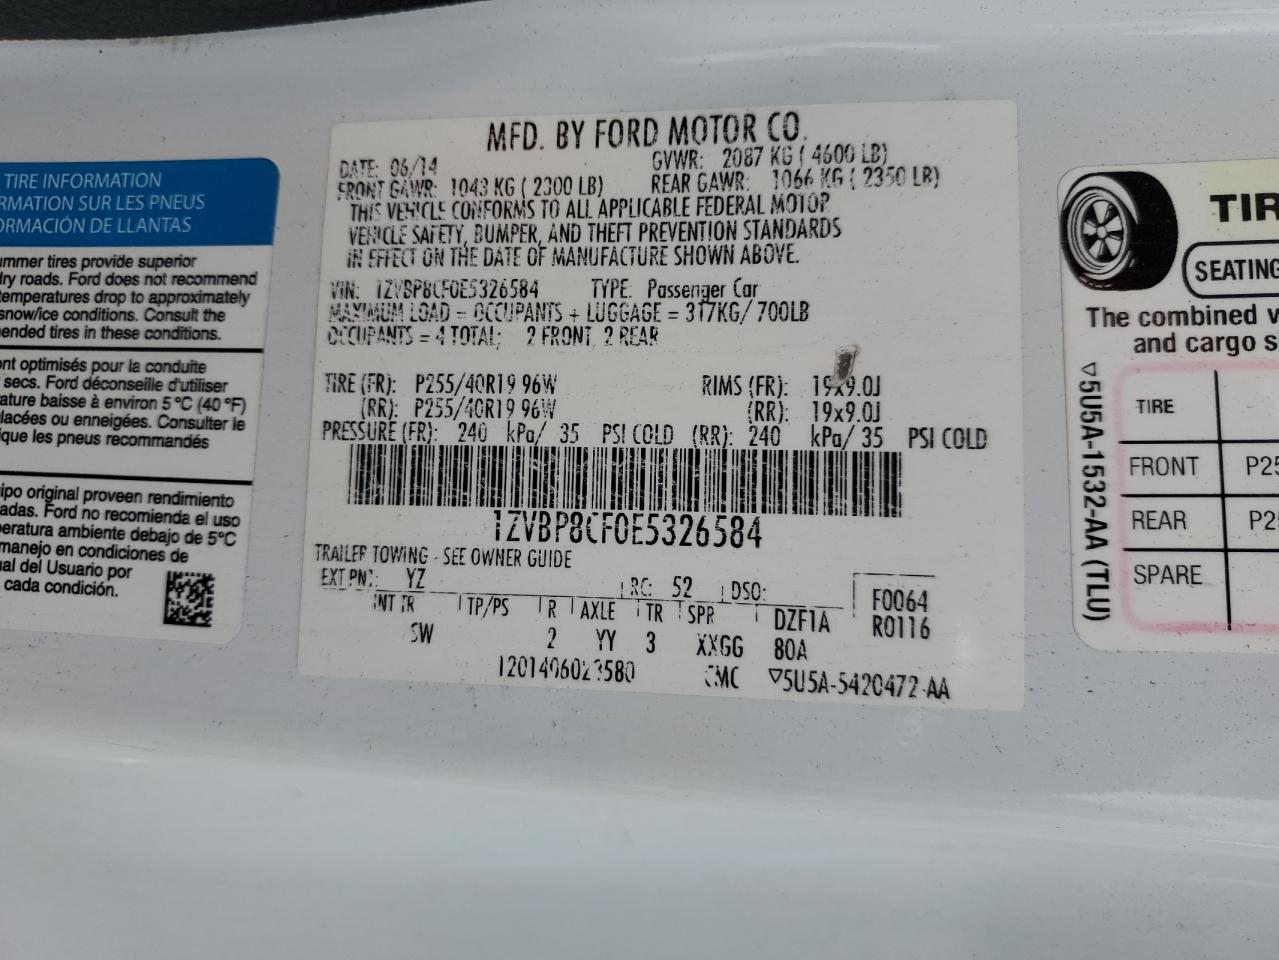 TIRE INFORMATION
RMATION SUR LES PNEUS
ORMACIÓN DE LLANTAS
mmer tires provide superior
dry roads. Ford does not recommend
temperatures drop to approximately
snow/ice conditions. Consult the
ended tires in these conditions.
ont optimisés pour la conduite
secs. Ford déconseille d'utiliser
rature baisse à environ 5 °C (40 °F)
lacées ou enneigées. Consulter le
ique les pneus recommandés
ipo original proveen rendimiento
adas. Ford no recomienda el uso
peratura ambiente debajo de 5°C
manejo en condiciones de
al del Usuario por
cada condición.
MFD. BY FORD MOTOR CO.
DATE: 06/14 GVWR: 2087 KG ( 4600 LB)
FRONT GAWR: 1043 KG ( 2300 LB) REAR GAWR: 1066 KG ( 2350 LB)
THIS VEHICLE CONFORMS TO ALL APPLICABLE FEDERAL MOTOR
VEHICLE SAFETY, BUMPER, AND THEFT PREVENTION STANDARDS
IN EFFECT ON THE DATE OF MANUFACTURE SHOWN ABOVE.
VIN: 1ZVBP8CF0E5326584 TYPE: Passenger Car
MAXIMUM LOAD = OCCUPANTS + LUGGAGE = 317KG/ 700LB
OCCUPANTS = 4 TOTAL; 2 FRONT, 2 REAR
TIRE (FR): P255/40R19 96W RIMS (FR): 19x9.0J
(RR): P255/40R19 96W (RR): 19x9.0J
PRESSURE (FR): 240 kPa/ 35 PSI COLD (RR): 240 kPa/ 35 PSI COLD
1ZVBP8CF0E5326584
TRAILER TOWING - SEE OWNER GUIDE
EXT PNT: YZ RC: 52 DSO: F0064
INT TR TP/PS R AXLE TR SPR DZF1A R0116
SW 2 YY 3 XXGG 80A
▽5U5A-5420472-AA
TIR
SEATING
The combined w
and cargo s
TIRE
FRONT P25
REAR P25
SPARE
▽5U5A-1532-AA (TLU)